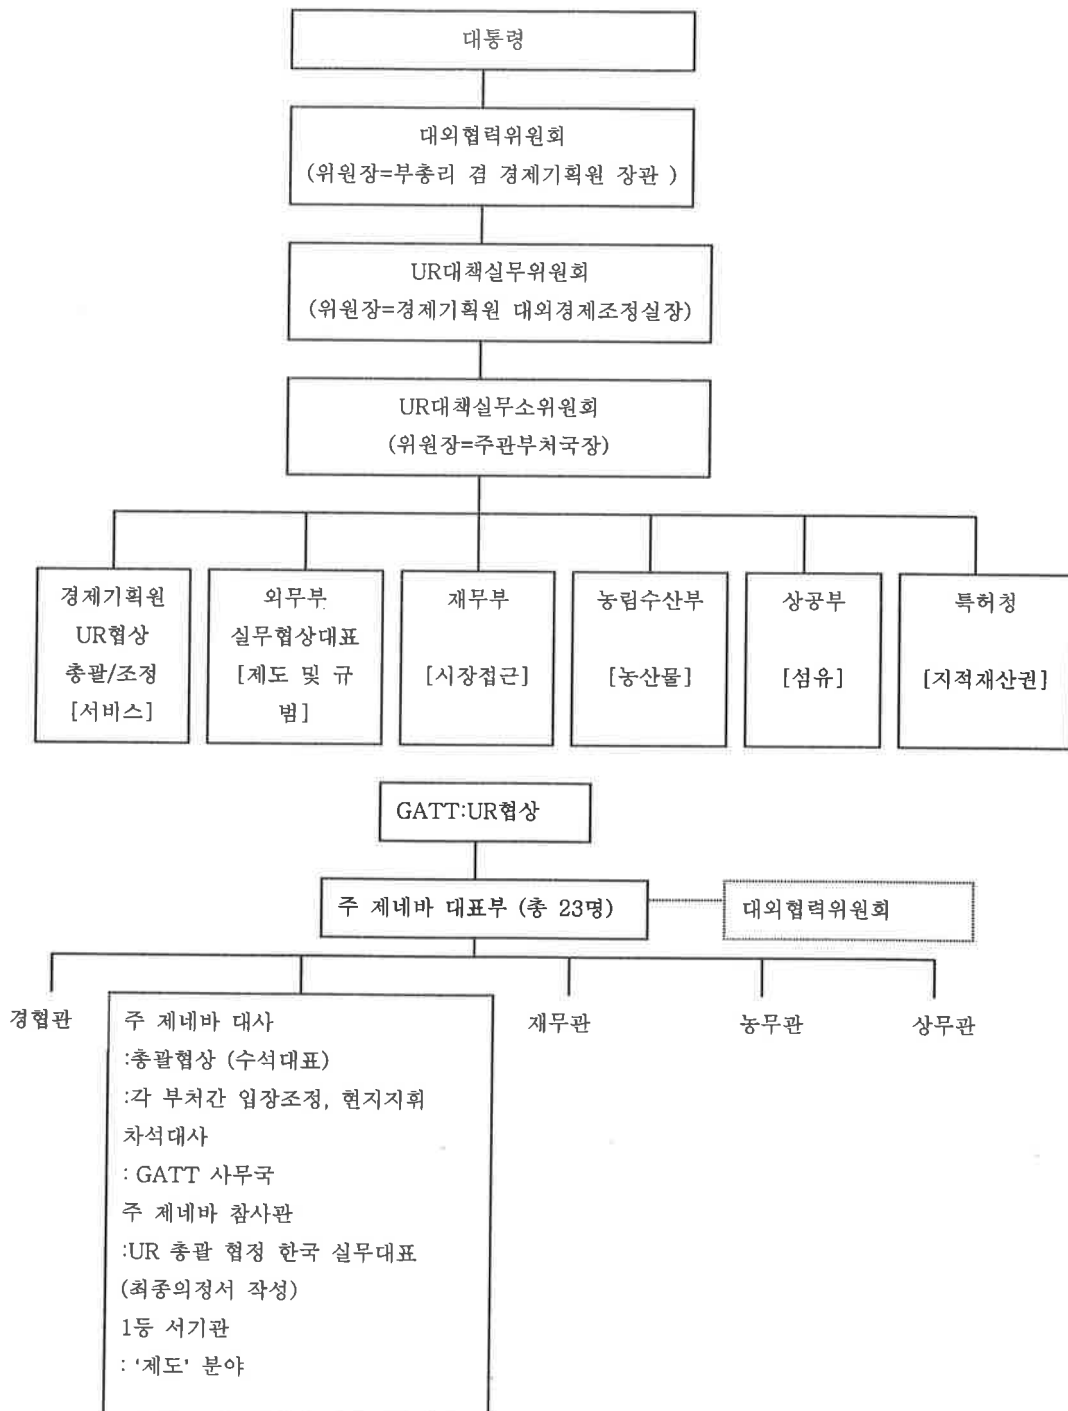 대통령
대외협력위원회
(위원장=부총리 겸 경제기획원 장관 )
UR대책실무위원회
(위원장=경제기획원 대외경제조정실장)
UR대책실무소위원회
(위원장=주관부처국장)
경제기획원
UR협상
총괄/조정
[서비스]
외무부
실무협상대표
[제도 및 규
범]
재무부
[시장접근]
농림수산부
[농산물]
상공부
[섬유]
특허청
[지적재산권]
GATT:UR협상
주 제네바 대표부 (총 23명)
대외협력위원회
경협관
주 제네바 대사
:총괄협상 (수석대표)
:각 부처간 입장조정, 현지지휘
차석대사
: GATT 사무국
주 제네바 참사관
:UR 총괄 협정 한국 실무대표
(최종의정서 작성)
1등 서기관
: ‘제도’ 분야
재무관
농무관
상무관